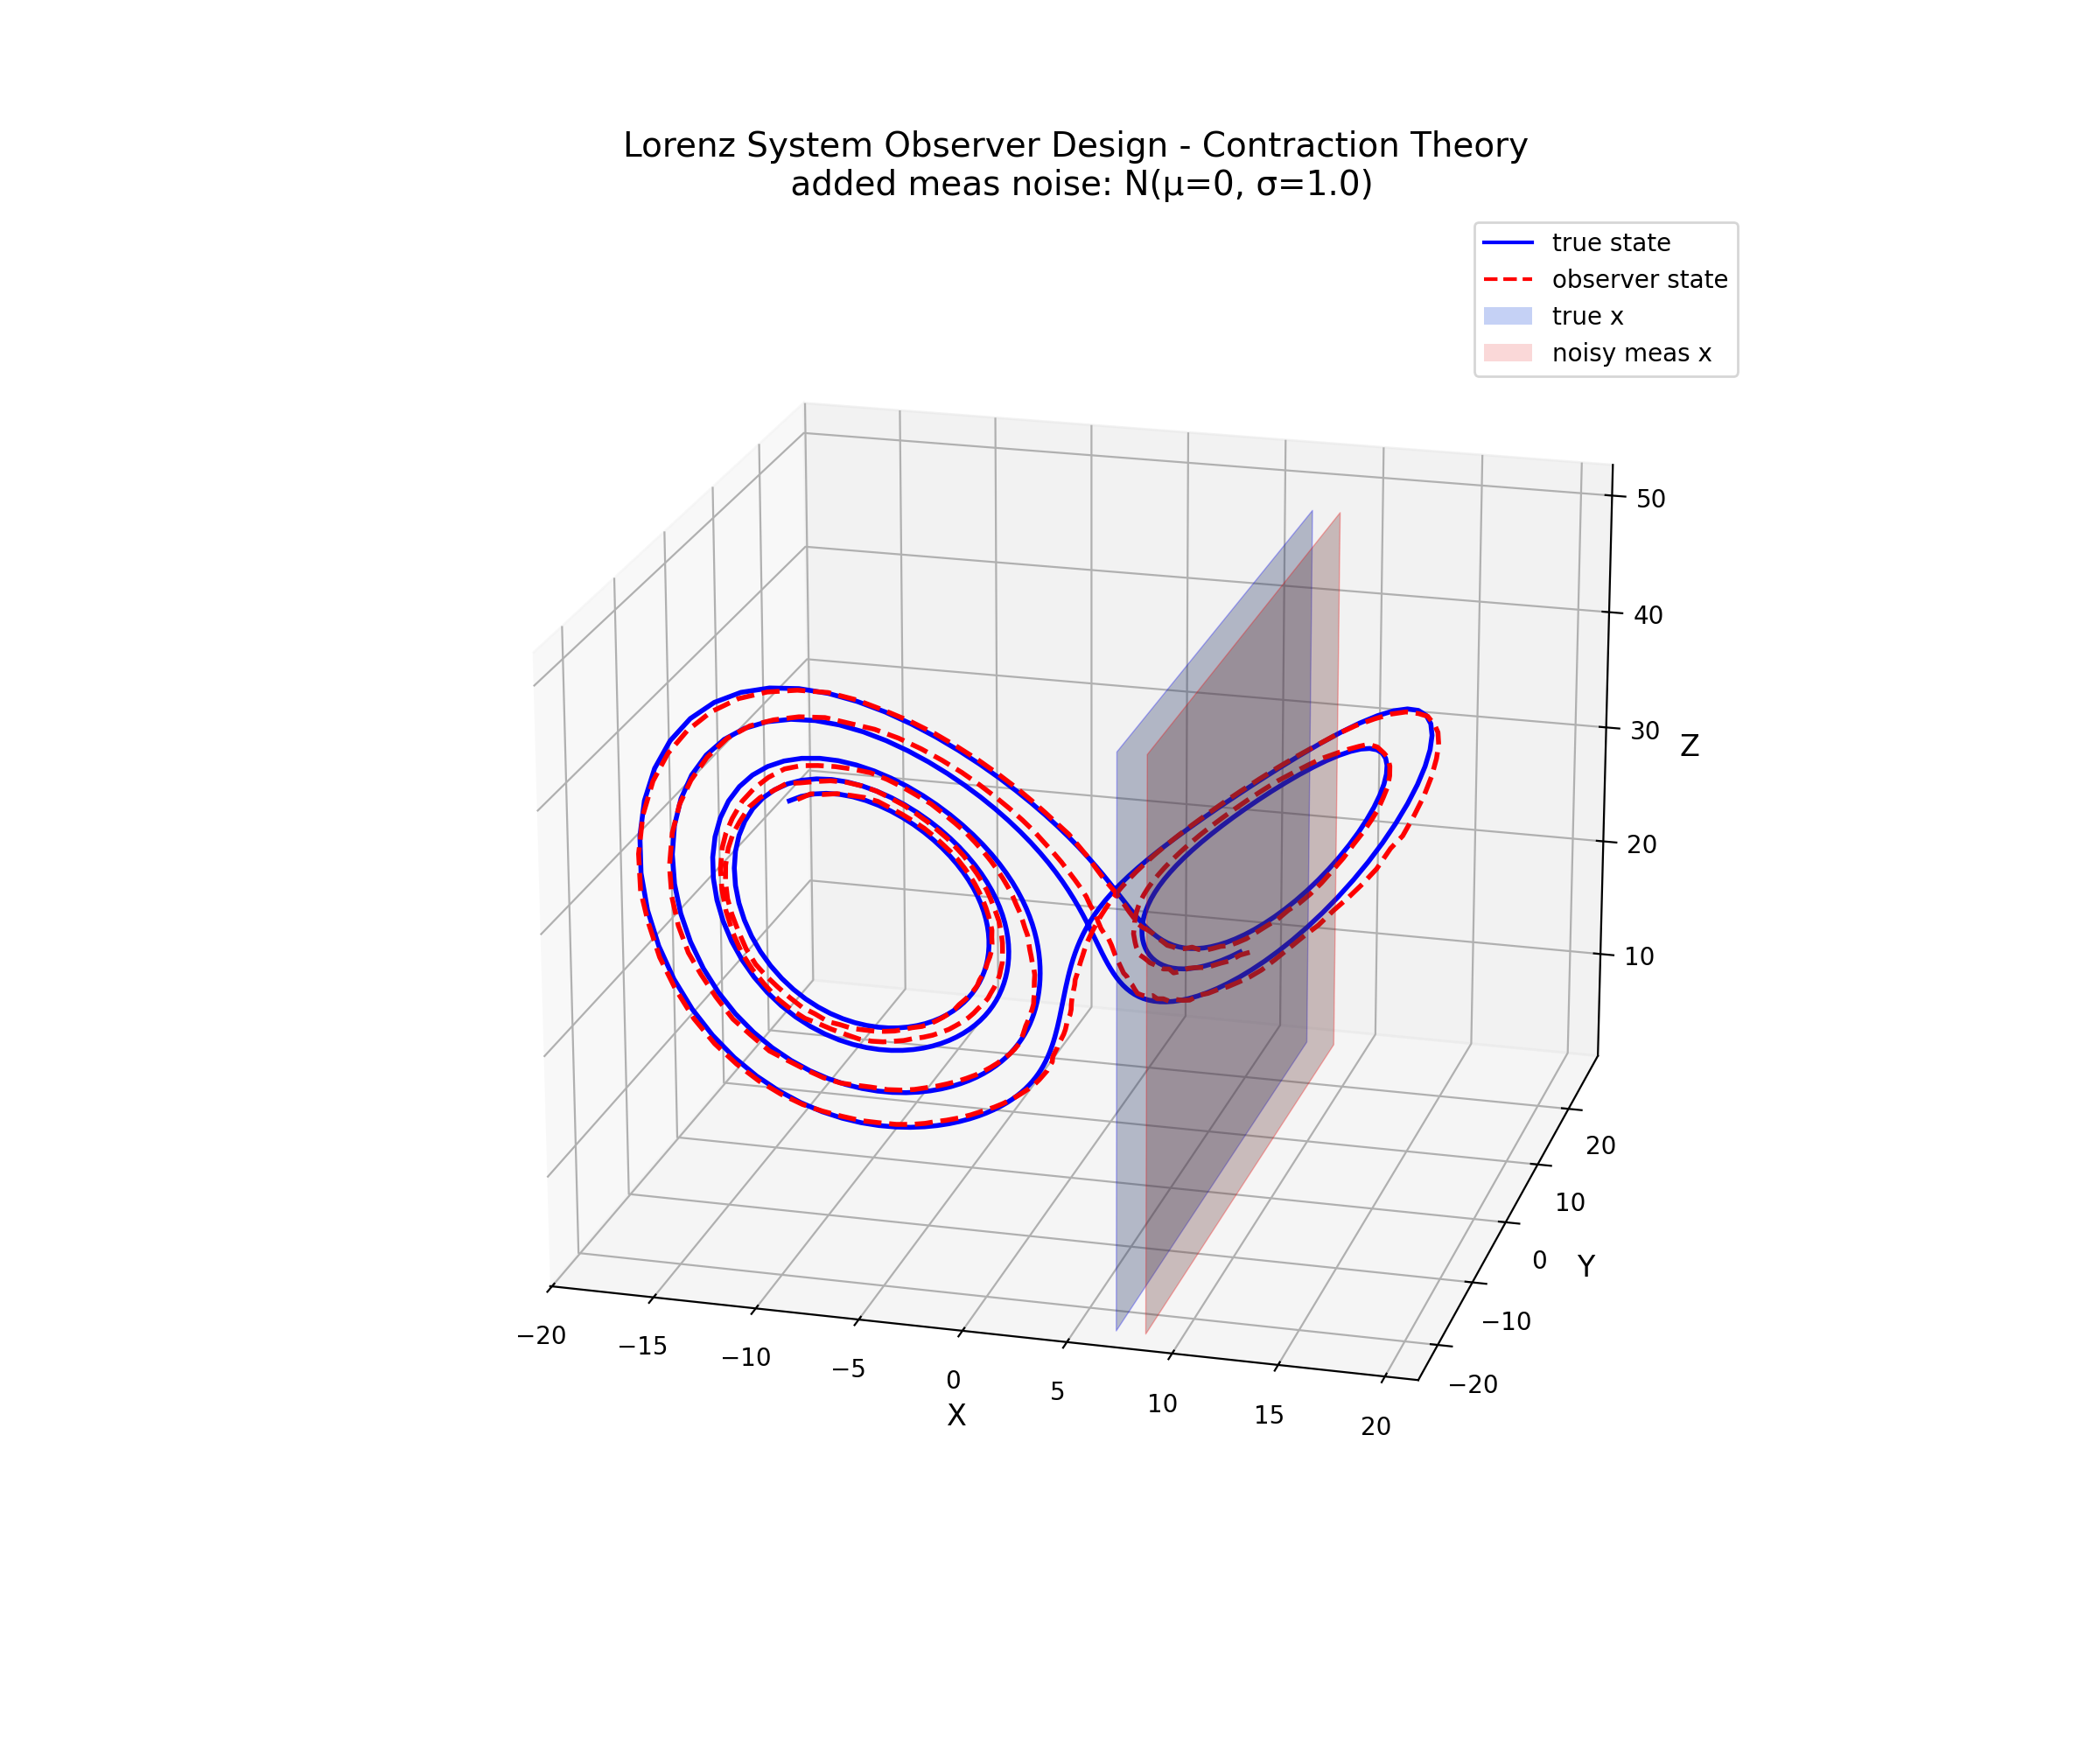 Lorenz System Observer Design - Contraction Theory
added meas noise: N(μ=0, σ=1.0)
true state
observer state
true x
noisy meas x
50
40
30
20
10
Z
20
10
0
−10
−20
Y
−20
−15
−10
−5
0
5
10
15
20
X